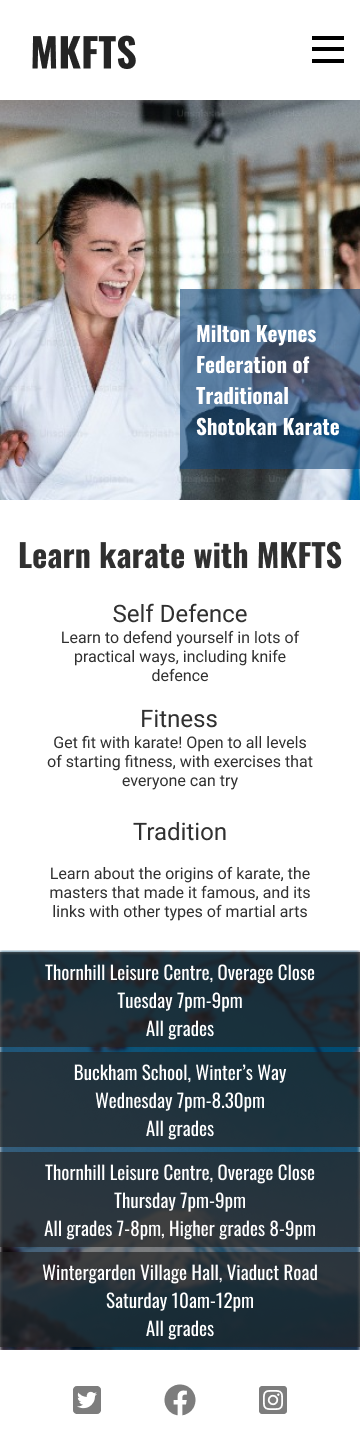 MKFTS
Milton Keynes
Federation of
Traditional
Shotokan Karate
Learn karate with MKFTS
Self Defence
Learn to defend yourself in lots of
practical ways, including knife
defence
Fitness
Get fit with karate! Open to all levels
of starting fitness, with exercises that
everyone can try
Tradition
Learn about the origins of karate, the
masters that made it famous, and its
links with other types of martial arts
Thornhill Leisure Centre, Overage Close
Tuesday 7pm-9pm
All grades
Buckham School, Winter’s Way
Wednesday 7pm-8.30pm
All grades
Thornhill Leisure Centre, Overage Close
Thursday 7pm-9pm
All grades 7-8pm, Higher grades 8-9pm
Wintergarden Village Hall, Viaduct Road
Saturday 10am-12pm
All grades